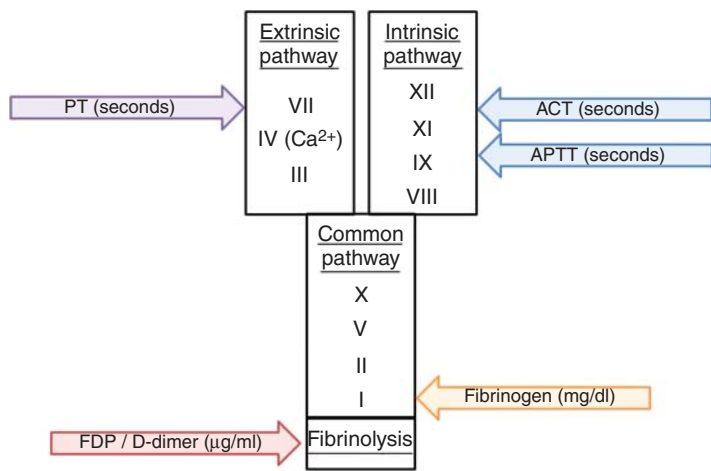 Extrinsic
pathway
VII
IV (Ca²⁺)
III
Intrinsic
pathway
XII
XI
IX
VIII
PT (seconds)
ACT (seconds)
APTT (seconds)
Common
pathway
X
V
II
I
Fibrinogen (mg/dl)
FDP / D-dimer (μg/ml)
Fibrinolysis